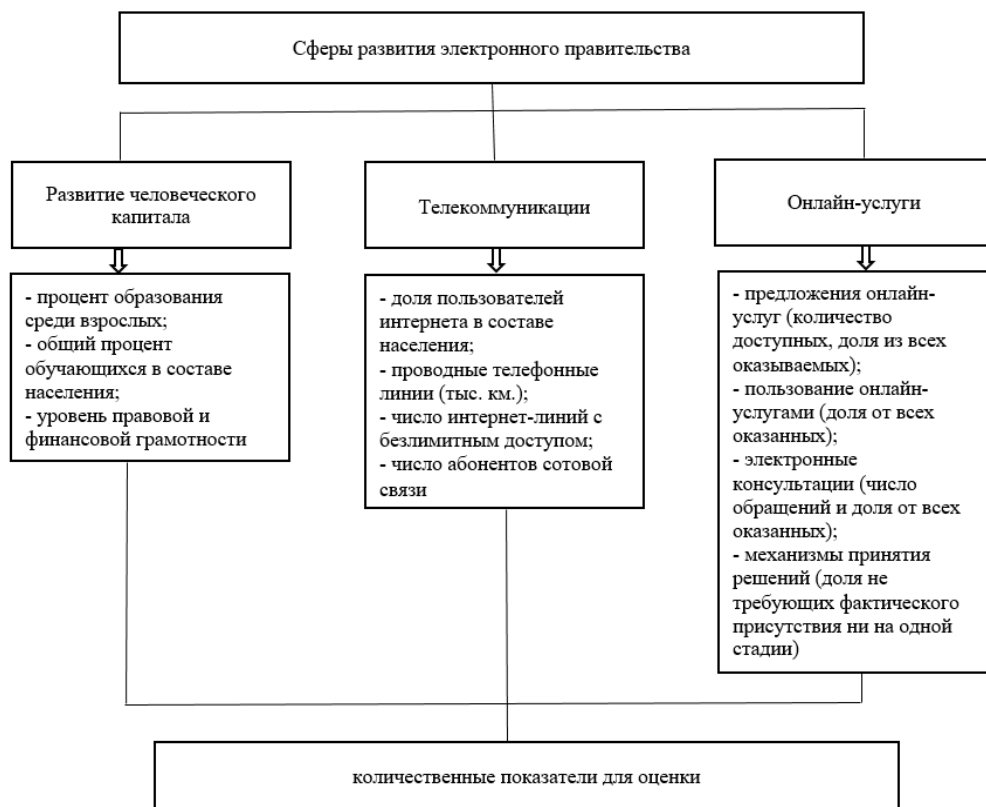 Сферы развития электронного правительства
Развитие человеческого
капитала
Телекоммуникации
Онлайн-услуги
- процент образования
среди взрослых;
- общий процент
обучающихся в составе
населения;
- уровень правовой и
финансовой грамотности
- доля пользователей
интернета в составе
населения;
- проводные телефонные
линии (тыс. км.);
- число интернет-линий с
безлимитным доступом;
- число абонентов сотовой
связи
- предложения онлайн-
услуг (количество
доступных, доля из всех
оказываемых);
- пользование онлайн-
услугами (доля от всех
оказанных);
- электронные
консультации (число
обращений и доля от всех
оказанных);
- механизмы принятия
решений (доля не
требующих фактического
присутствия ни на одной
стадии)
количественные показатели для оценки